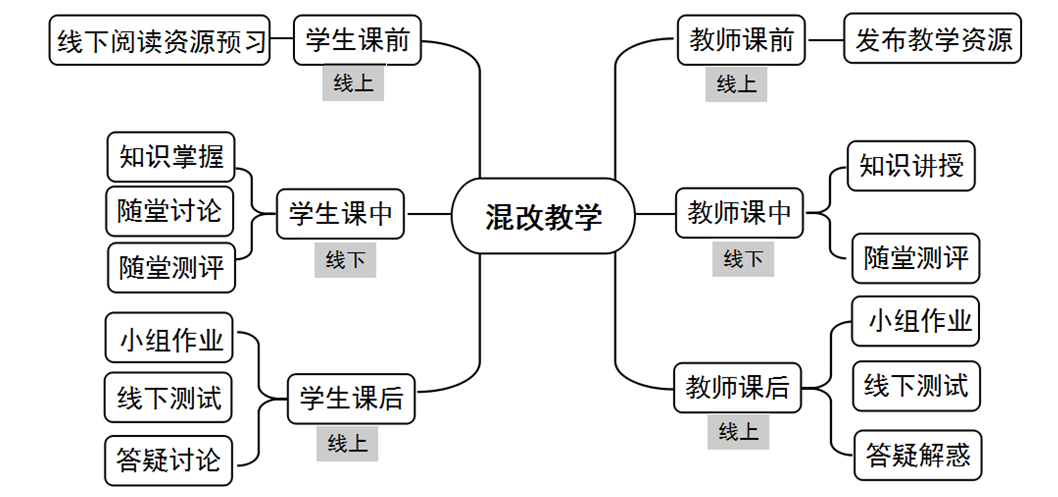 线下阅读资源预习
学生课前
线上
知识掌握
随堂讨论
随堂测评
学生课中
线下
小组作业
线下测试
答疑讨论
学生课后
线上
混改教学
教师课前
线上
发布教学资源
教师课中
线下
知识讲授
随堂测评
教师课后
线上
小组作业
线下测试
答疑解惑